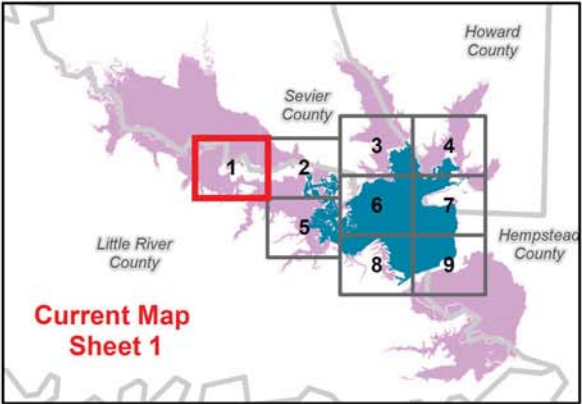 Howard
County
Sevier
County
3
4
1
2
6
7
5
Little River
County
Hempstead
County
8
9
Current Map
Sheet 1